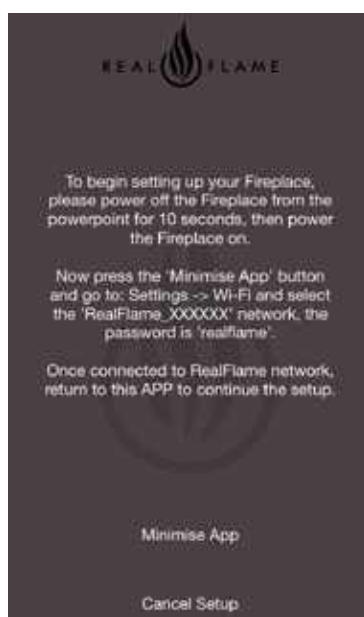 REAL FLAME
To begin setting up your Fireplace,
please power off the Fireplace from the
powerpoint for 10 seconds, then power
the Fireplace on.
Now press the 'Minimise App' button
and go to: Settings -> Wi-Fi and select
the 'RealFlame_XXXXXX' network, the
password is 'realflame'.
Once connected to RealFlame network,
return to this APP to continue the setup.
Minimise App
Cancel Setup